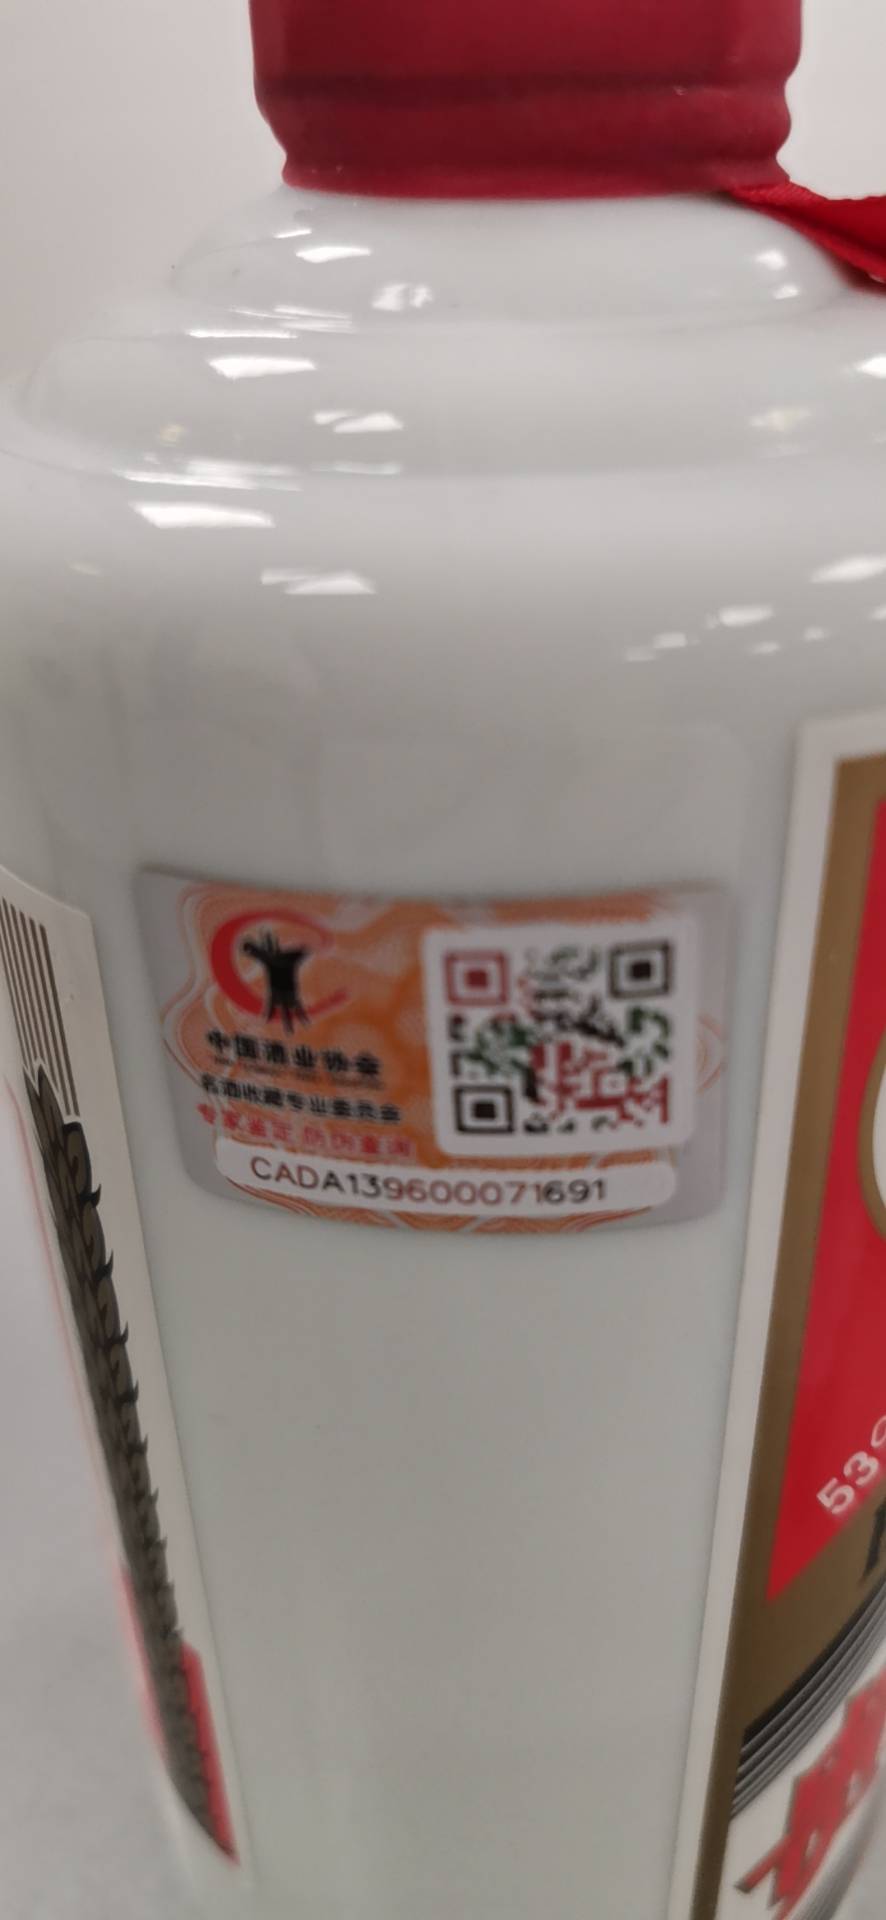 中国酒业协会
名酒收藏专业委员会
专家鉴定 防伪查询
CADA139600071691
53%